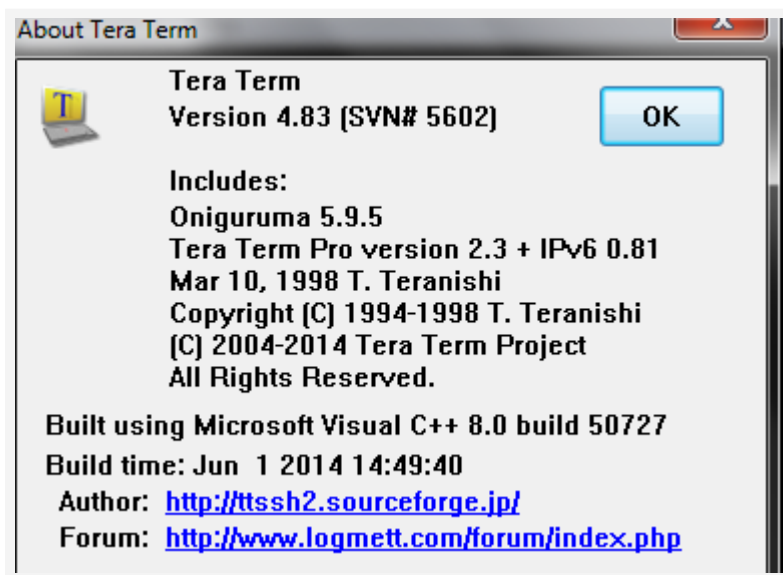 About Tera Term
Tera Term
Version 4.83 (SVN# 5602)
OK
Includes:
Oniguruma 5.9.5
Tera Term Pro version 2.3 + IPv6 0.81
Mar 10, 1998 T. Teranishi
Copyright (C) 1994-1998 T. Teranishi
(C) 2004-2014 Tera Term Project
All Rights Reserved.
Built using Microsoft Visual C++ 8.0 build 50727
Build time: Jun  1 2014 14:49:40
Author: http://ttssh2.sourceforge.jp/
Forum: http://www.logmett.com/forum/index.php